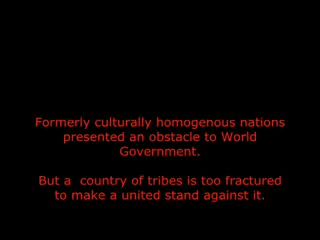 Formerly culturally homogenous nations
presented an obstacle to World
Government.
But a  country of tribes is too fractured
to make a united stand against it.